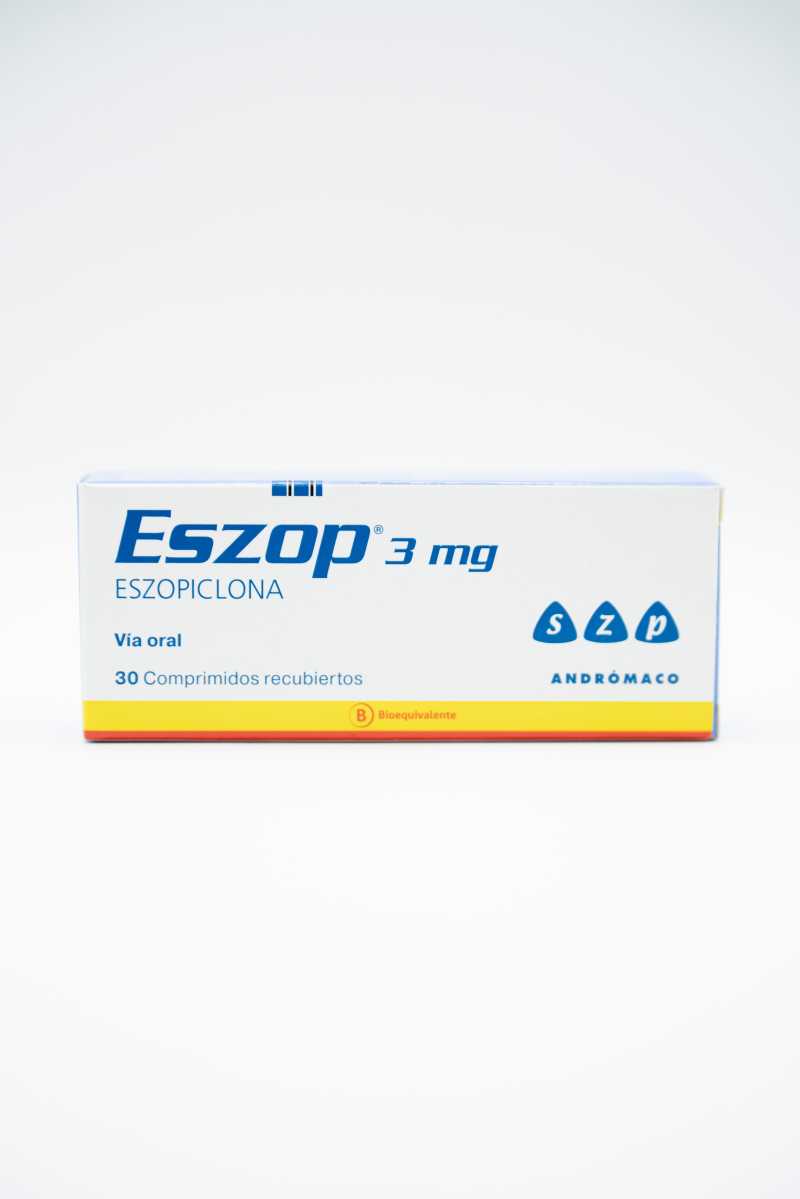 Eszop® 3 mg
ESZOPICLONA
Vía oral
30 Comprimidos recubiertos
s z p
ANDRÓMACO
B Bioequivalente